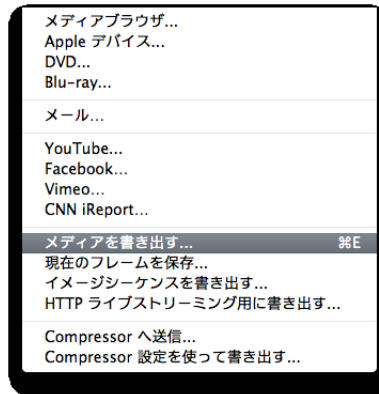 メディアブラウザ...
Apple デバイス...
DVD...
Blu-ray...
メール...
YouTube...
Facebook...
Vimeo...
CNN iReport...
メディアを書き出す... ⌘E
現在のフレームを保存...
イメージシーケンスを書き出す...
HTTP ライブストリーミング用に書き出す...
Compressor へ送信...
Compressor 設定を使って書き出す...